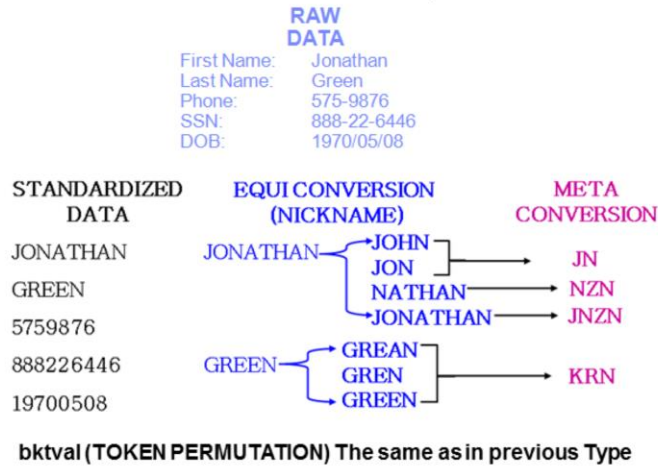 RAW
DATA
First Name: Jonathan
Last Name: Green
Phone: 575-9876
SSN: 888-22-6446
DOB: 1970/05/08
STANDARDIZED DATA
EQUI CONVERSION (NICKNAME)
META CONVERSION
JONATHAN
GREEN
5759876
888226446
19700508
JONATHAN
JOHN
JON
NATHAN
JONATHAN
JN
NZN
JNZN
GREEN
GREAN
GREN
GREEN
KRN
bktval (TOKEN PERMUTATION) The same as in previous Type